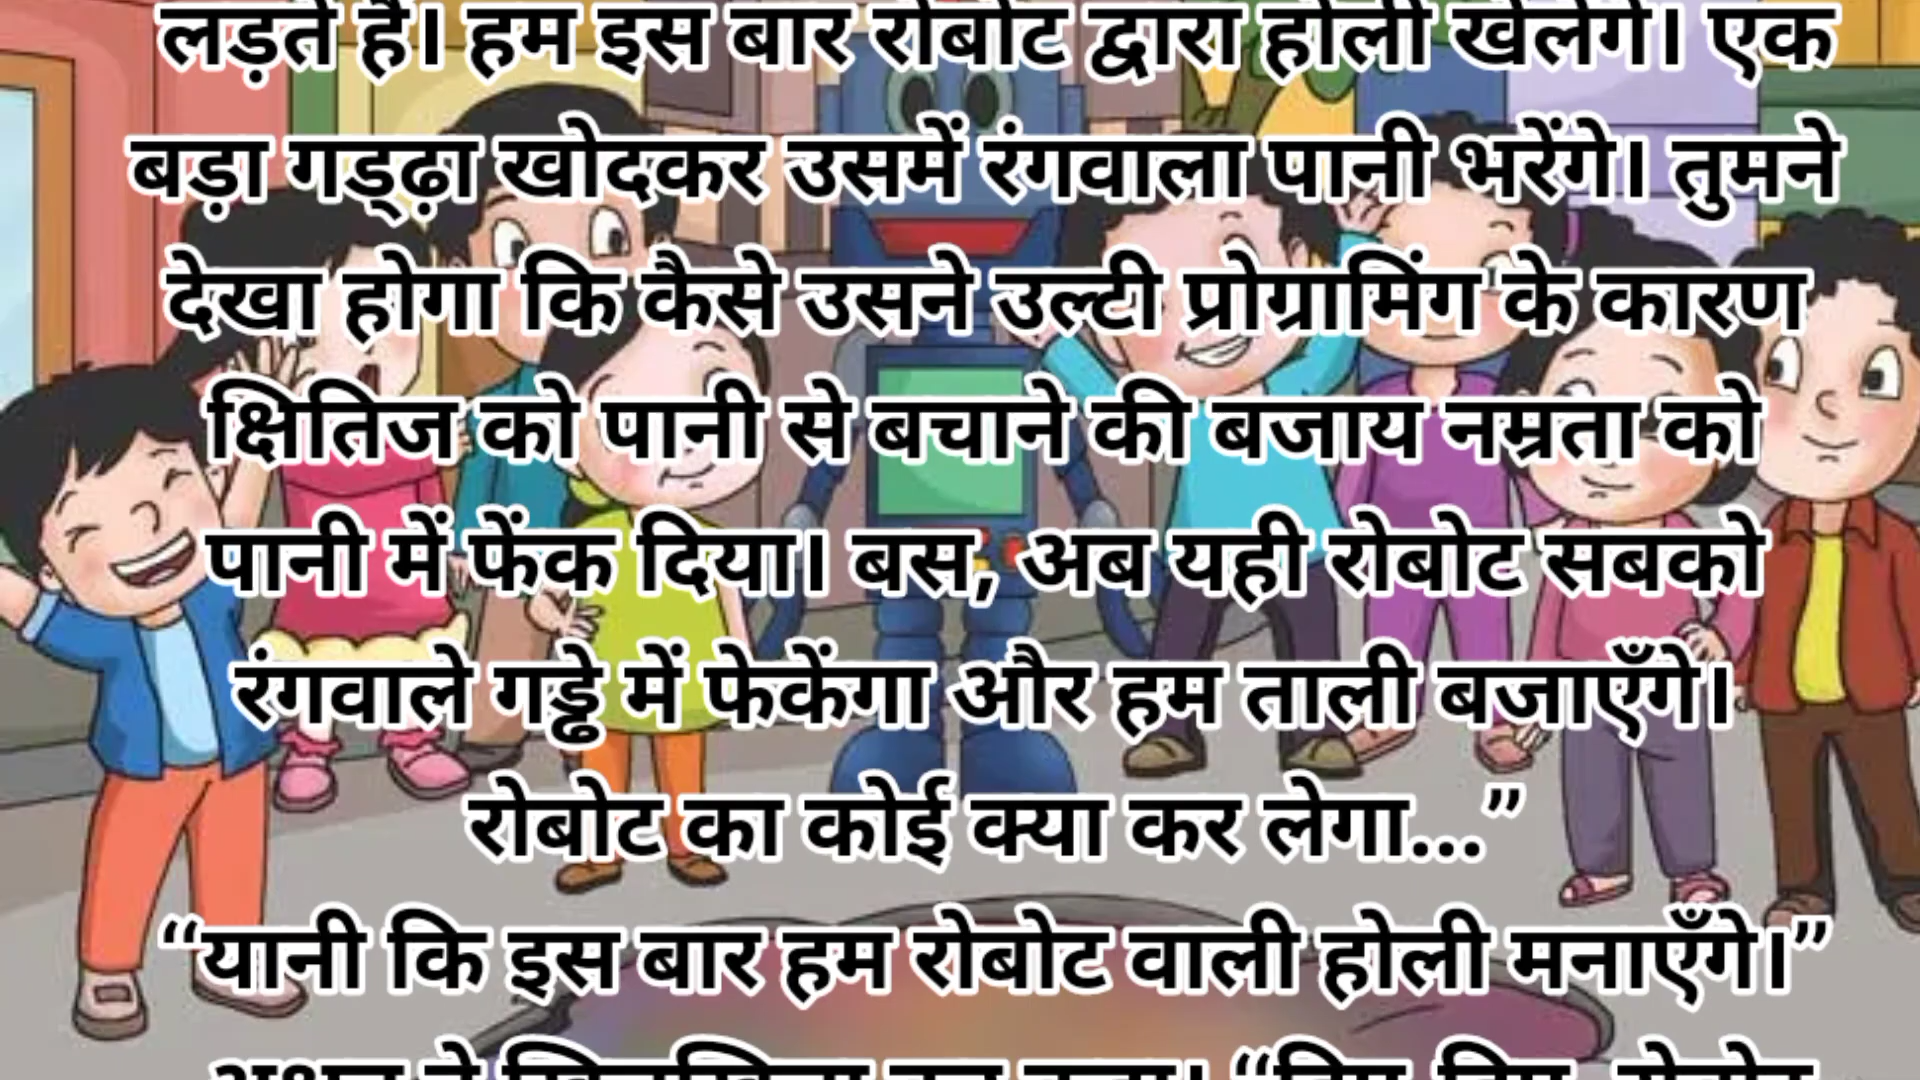 लड़ते हैं। हम इस बार रोबोट द्वारा होली खेलेंगे। एक
बड़ा गड्ढ़ा खोदकर उसमें रंगवाला पानी भरेंगे। तुमने
देखा होगा कि कैसे उसने उल्टी प्रोग्रामिंग के कारण
क्षितिज को पानी से बचाने की बजाय नम्रता को
पानी में फेंक दिया। बस, अब यही रोबोट सबको
रंगवाले गड्ढे में फेकेंगा और हम ताली बजाएँगे।
रोबोट का कोई क्या कर लेगा...”
“यानी कि इस बार हम रोबोट वाली होली मनाएँगे।”